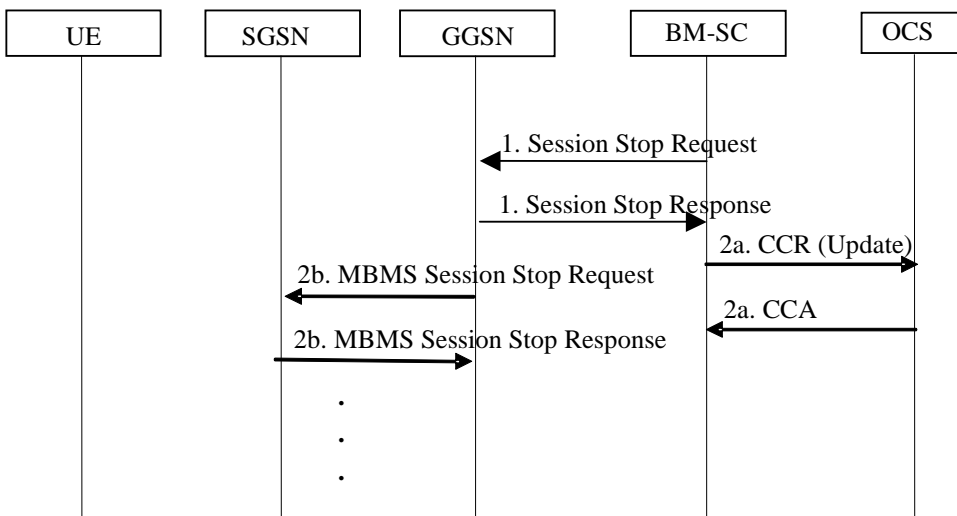 UE
SGSN
GGSN
BM-SC
OCS
1. Session Stop Request
1. Session Stop Response
2a. CCR (Update)
2b. MBMS Session Stop Request
2a. CCA
2b. MBMS Session Stop Response